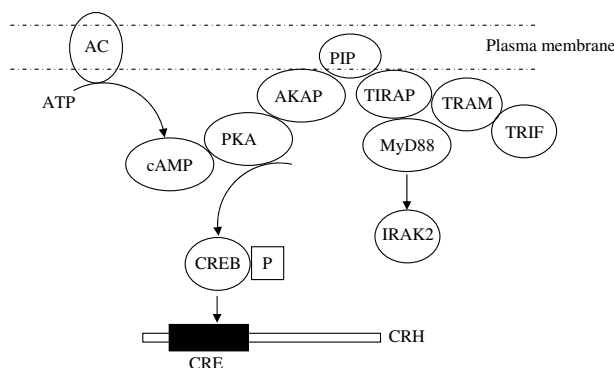 AC
Plasma membrane
PIP
ATP
AKAP
TIRAP
TRAM
TRIF
PKA
cAMP
MyD88
IRAK2
CREB
P
CRH
CRE